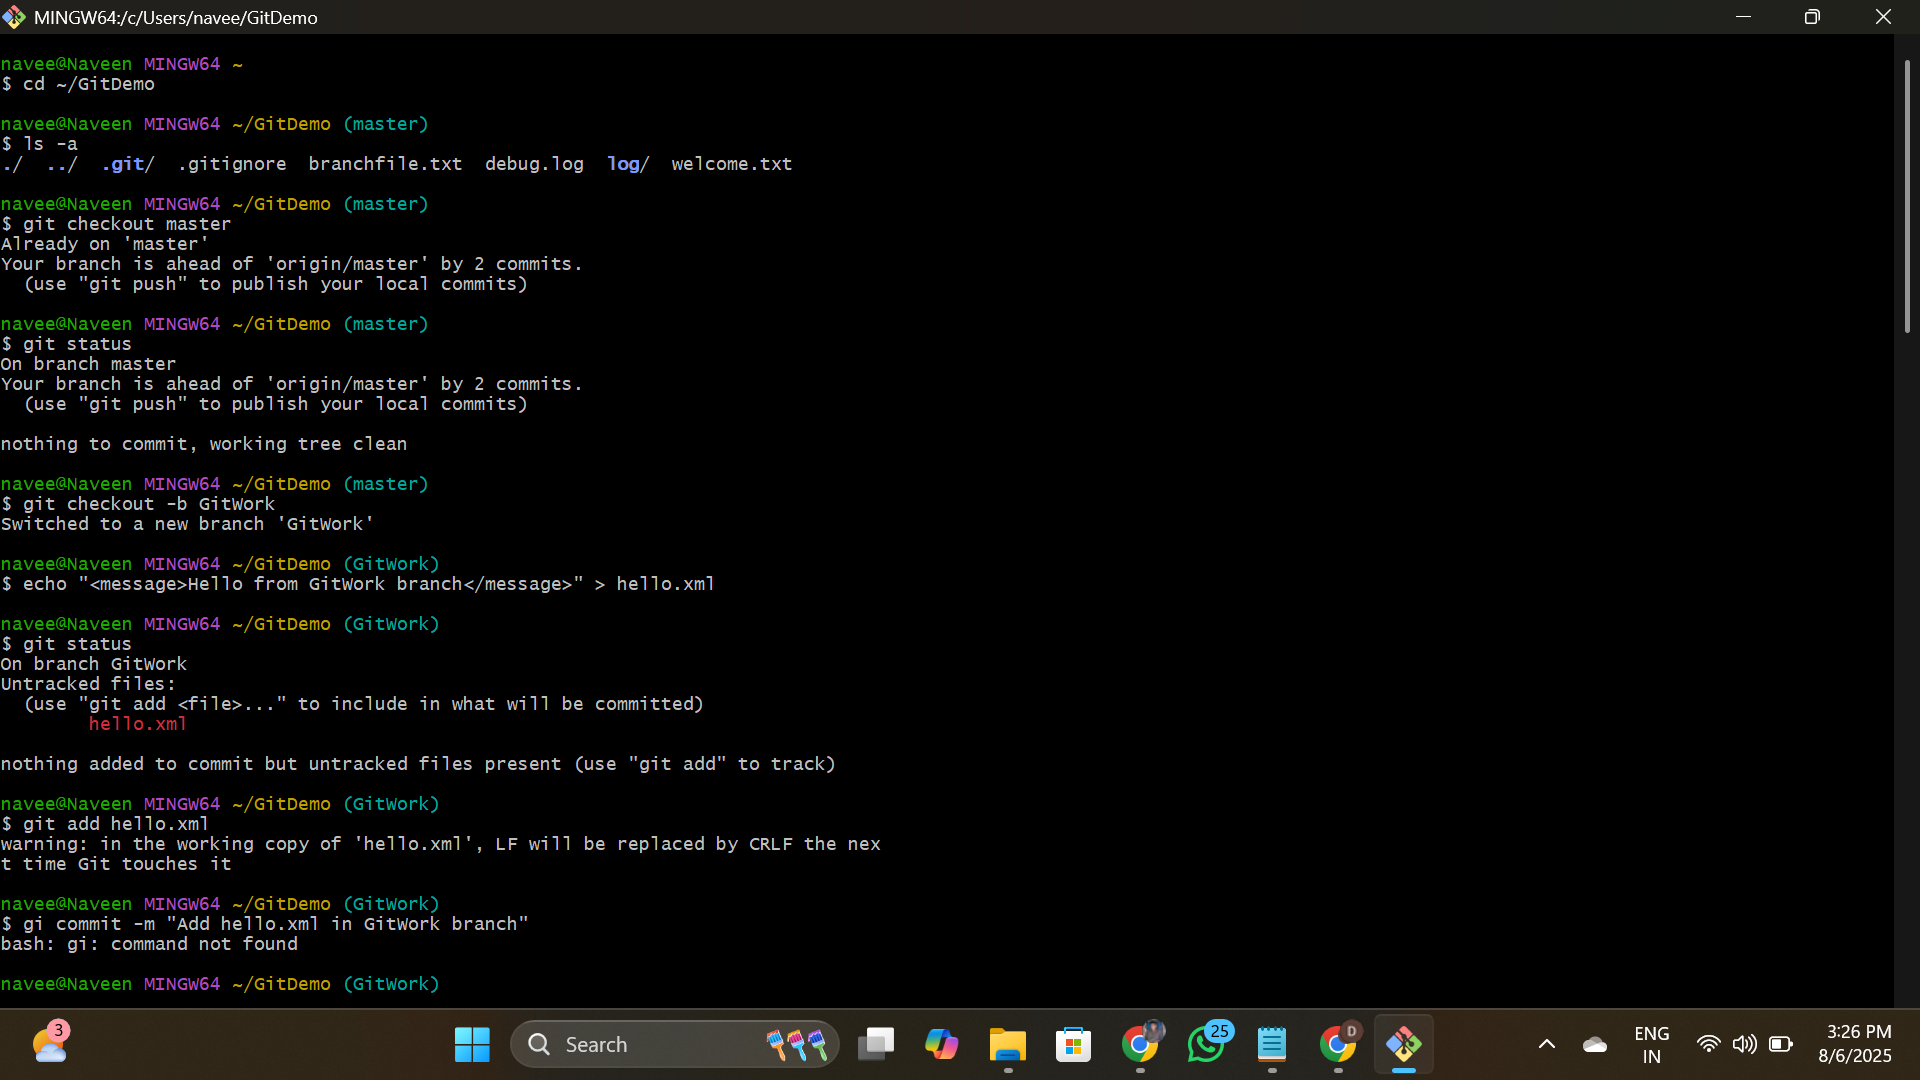 MINGW64:/c/Users/navee/GitDemo
navee@Naveen MINGW64 ~
$ cd ~/GitDemo
navee@Naveen MINGW64 ~/GitDemo (master)
$ ls -a
./  ../  .git/  .gitignore  branchfile.txt  debug.log  log/  welcome.txt
navee@Naveen MINGW64 ~/GitDemo (master)
$ git checkout master
Already on 'master'
Your branch is ahead of 'origin/master' by 2 commits.
  (use "git push" to publish your local commits)
navee@Naveen MINGW64 ~/GitDemo (master)
$ git status
On branch master
Your branch is ahead of 'origin/master' by 2 commits.
  (use "git push" to publish your local commits)
nothing to commit, working tree clean
navee@Naveen MINGW64 ~/GitDemo (master)
$ git checkout -b GitWork
Switched to a new branch 'GitWork'
navee@Naveen MINGW64 ~/GitDemo (GitWork)
$ echo "<message>Hello from GitWork branch</message>" > hello.xml
navee@Naveen MINGW64 ~/GitDemo (GitWork)
$ git status
On branch GitWork
Untracked files:
  (use "git add <file>..." to include in what will be committed)
        hello.xml
nothing added to commit but untracked files present (use "git add" to track)
navee@Naveen MINGW64 ~/GitDemo (GitWork)
$ git add hello.xml
warning: in the working copy of 'hello.xml', LF will be replaced by CRLF the nex
t time Git touches it
navee@Naveen MINGW64 ~/GitDemo (GitWork)
$ gi commit -m "Add hello.xml in GitWork branch"
bash: gi: command not found
navee@Naveen MINGW64 ~/GitDemo (GitWork)
3
Search
25
D
ENG
IN
3:26 PM
8/6/2025